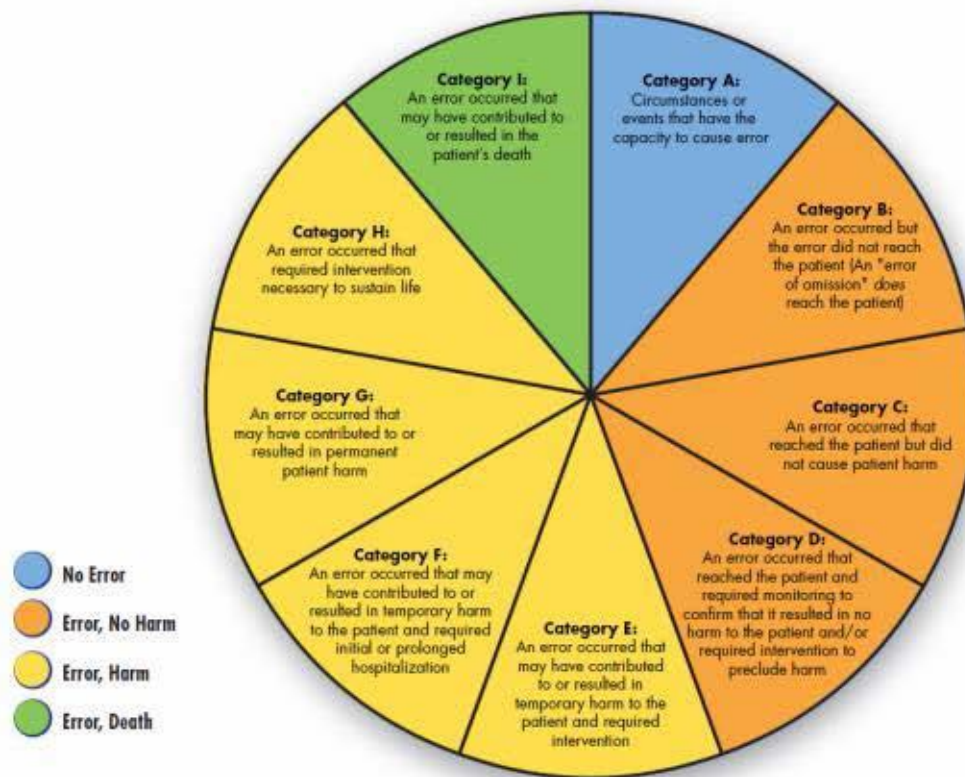 Category I:
An error occurred that
may have contributed to
or resulted in the
patient's death
Category A:
Circumstances or
events that have the
capacity to cause error
Category B:
An error occurred but
the error did not reach
the patient (An "error
of omission" does
reach the patient)
Category C:
An error occurred that
reached the patient but did
not cause patient harm
Category D:
An error occurred that
reached the patient and
required monitoring to
confirm that it resulted in no
harm to the patient and/or
required intervention to
preclude harm
Category E:
An error occurred that
may have contributed
to or resulted in
temporary harm to the
patient and required
intervention
Category F:
An error occurred that may
have contributed to or
resulted in temporary harm
to the patient and required
initial or prolonged
hospitalization
Category G:
An error occurred that
may have contributed to or
resulted in permanent
patient harm
Category H:
An error occurred that
required intervention
necessary to sustain life
No Error
Error, No Harm
Error, Harm
Error, Death